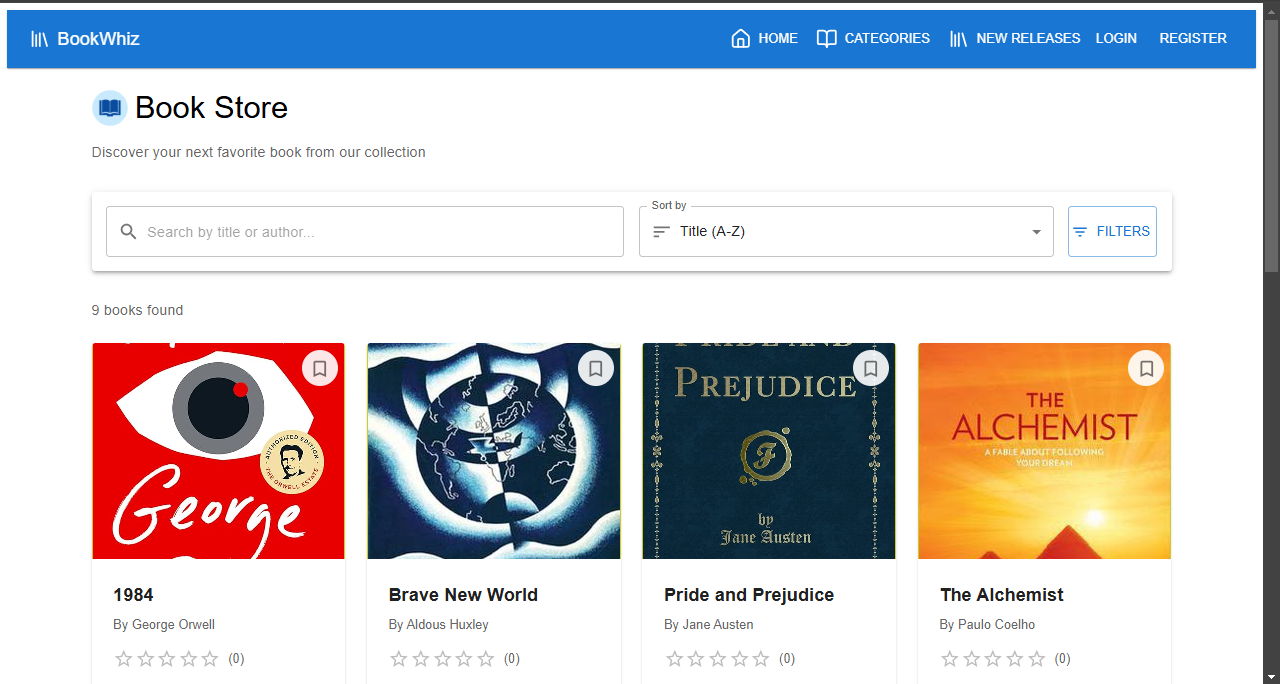 BookWhiz
HOME
CATEGORIES
NEW RELEASES
LOGIN
REGISTER
Book Store
Discover your next favorite book from our collection
Search by title or author...
Sort by
Title (A-Z)
FILTERS
9 books found
AUTHORIZED EDITION
THE ORWELL ESTATE
George
PRIDE AND
PREJUDICE
by
Jane Austen
THE
ALCHEMIST
A FABLE ABOUT FOLLOWING
YOUR DREAM
1984
By George Orwell
(0)
Brave New World
By Aldous Huxley
(0)
Pride and Prejudice
By Jane Austen
(0)
The Alchemist
By Paulo Coelho
(0)